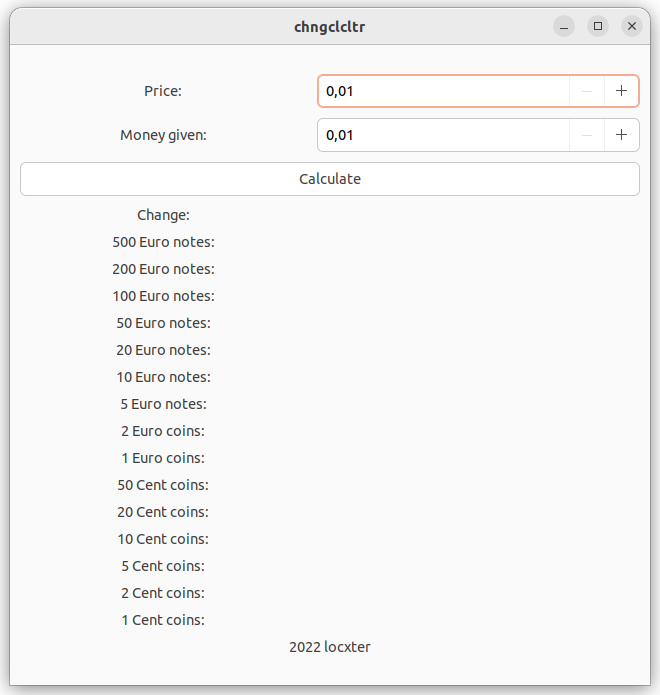 chngclcltr
Price: 0,01
Money given: 0,01
Calculate
Change:
500 Euro notes:
200 Euro notes:
100 Euro notes:
50 Euro notes:
20 Euro notes:
10 Euro notes:
5 Euro notes:
2 Euro coins:
1 Euro coins:
50 Cent coins:
20 Cent coins:
10 Cent coins:
5 Cent coins:
2 Cent coins:
1 Cent coins:
2022 locxter